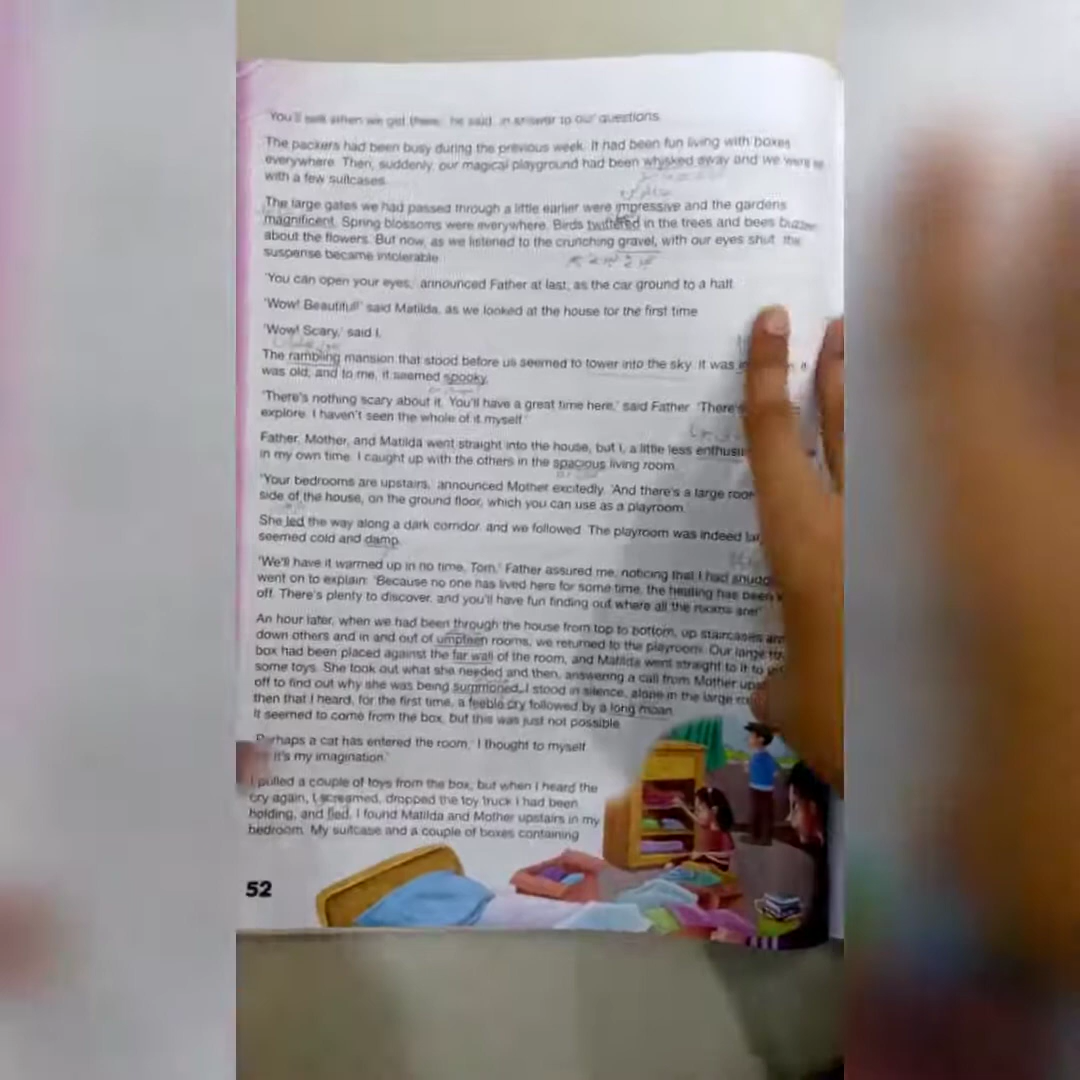 'You'll see when we get there,' he said, in answer to our questions.
The packers had been busy during the previous week. It had been fun living with boxes
everywhere. Then, suddenly, our magical playground had been whisked away and we were
with a few suitcases.
The large gates we had passed through a little earlier were impressive and the gardens
magnificent. Spring blossoms were everywhere. Birds twittered in the trees and bees buzzed
about the flowers. But now, as we listened to the crunching gravel, with our eyes shut, the
suspense became intolerable.
'You can open your eyes,' announced Father at last, as the car ground to a halt.
'Wow! Beautiful!' said Matilda, as we looked at the house for the first time.
'Wow! Scary,' said I.
The rambling mansion that stood before us seemed to tower into the sky. It was
was old; and to me, it seemed spooky.
'There's nothing scary about it. You'll have a great time here,' said Father. 'There's
explore. I haven't seen the whole of it myself.'
Father, Mother, and Matilda went straight into the house, but I, a little less
in my own time. I caught up with the others in the spacious living room.
'Your bedrooms are upstairs,' announced Mother excitedly. 'And there's a large
side of the house, on the ground floor, which you can use as a playroom.'
She led the way along a dark corridor and we followed. The playroom was indeed
seemed cold and damp.
'We'll have it warmed up in no time, Tom,' Father assured me, noticing that I had
went on to explain: 'Because no one has lived here for some time, the heating has been
off. There's plenty to discover, and you'll have fun finding out where all the rooms are!'
An hour later, when we had been through the house from top to bottom, up staircases
down others and in and out of umpteen rooms, we returned to the playroom. Our large
box had been placed against the far wall of the room, and Matilda went straight to it to
some toys. She took out what she needed and then, answering a call from Mother
off to find out why she was being summoned. I stood in silence, alone in the large
then that I heard, for the first time, a feeble cry followed by a long moan.
It seemed to come from the box, but this was just not possible.
'Perhaps a cat has entered the room,' I thought to myself.
it's my imagination.'
I pulled a couple of toys from the box, but when I heard the
cry again, I screamed, dropped the toy truck I had been
holding, and fled. I found Matilda and Mother upstairs in my
bedroom. My suitcase and a couple of boxes containing
52